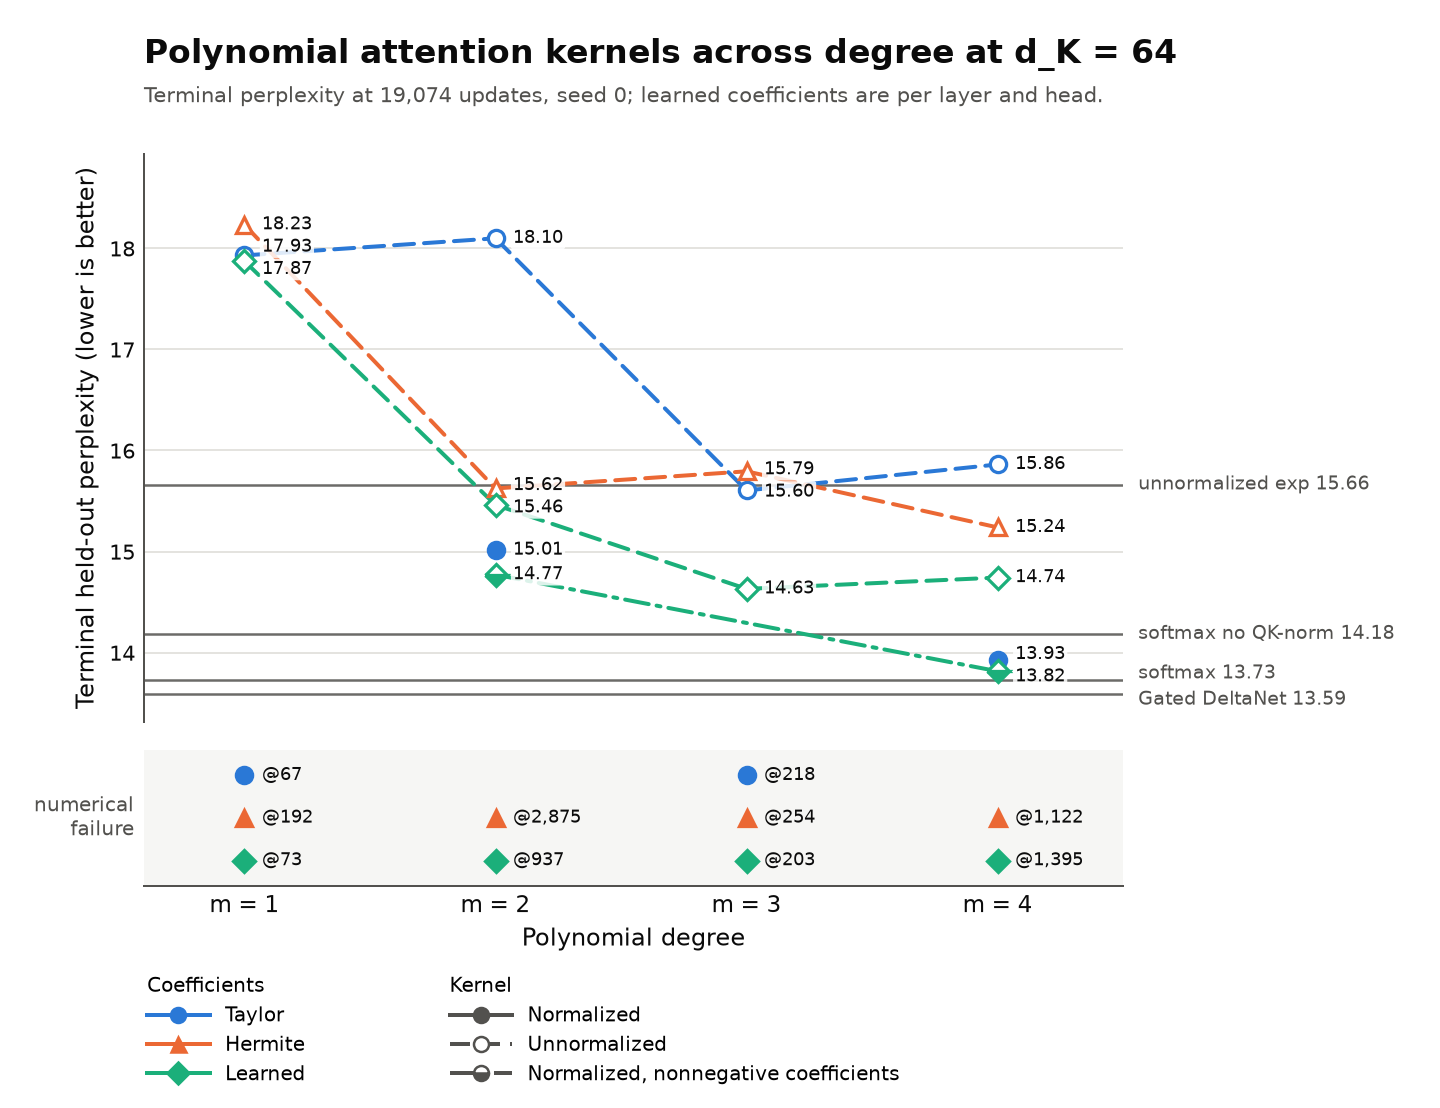 Polynomial attention kernels across degree at d_K = 64
Terminal perplexity at 19,074 updates, seed 0; learned coefficients are per layer and head.
Terminal held-out perplexity (lower is better)
18
17
16
15
14
18.23
17.93
17.87
18.10
15.62
15.46
15.01
14.77
15.79
15.60
14.63
15.86
15.24
14.74
13.93
13.82
unnormalized exp 15.66
softmax no QK-norm 14.18
softmax 13.73
Gated DeltaNet 13.59
numerical
failure
@67
@218
@192
@2,875
@254
@1,122
@73
@937
@203
@1,395
m = 1
m = 2
m = 3
m = 4
Polynomial degree
Coefficients
Taylor
Hermite
Learned
Kernel
Normalized
Unnormalized
Normalized, nonnegative coefficients